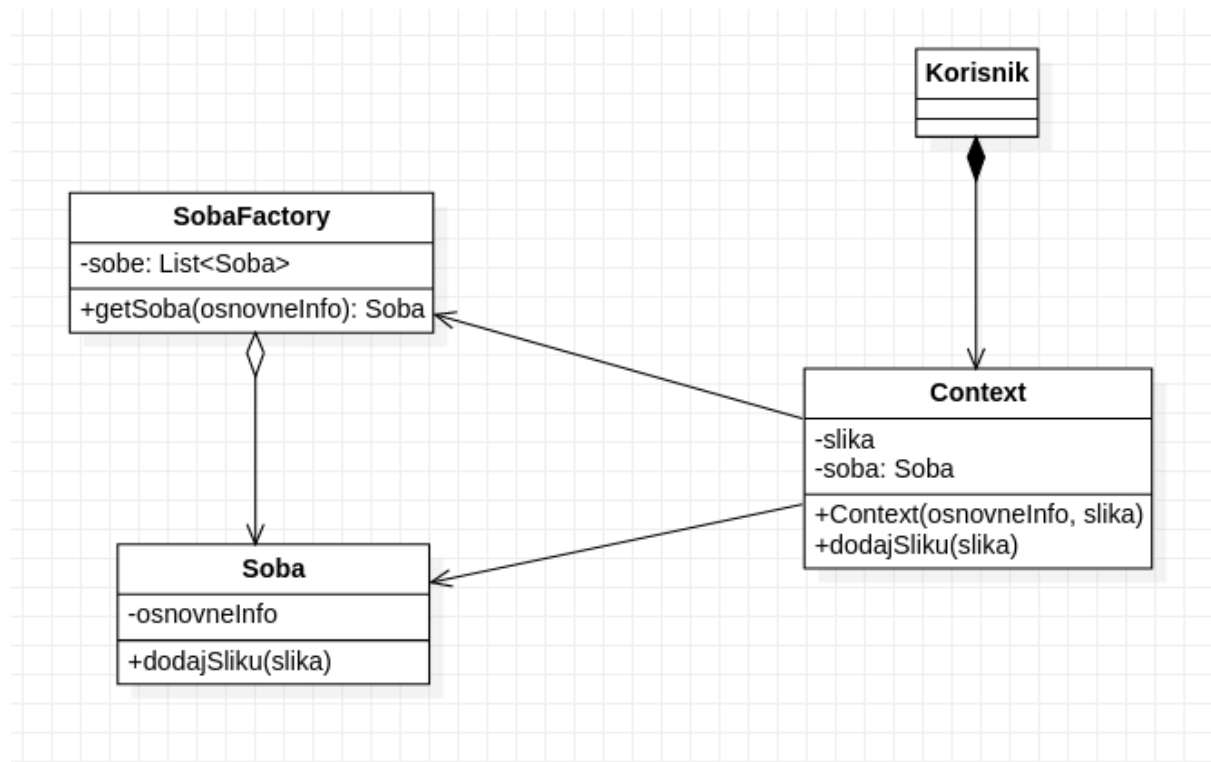 Korisnik
SobaFactory
-sobe: List<Soba>
+getSoba(osnovneInfo): Soba
Context
-slika
-soba: Soba
+Context(osnovneInfo, slika)
+dodajSliku(slika)
Soba
-osnovneInfo
+dodajSliku(slika)